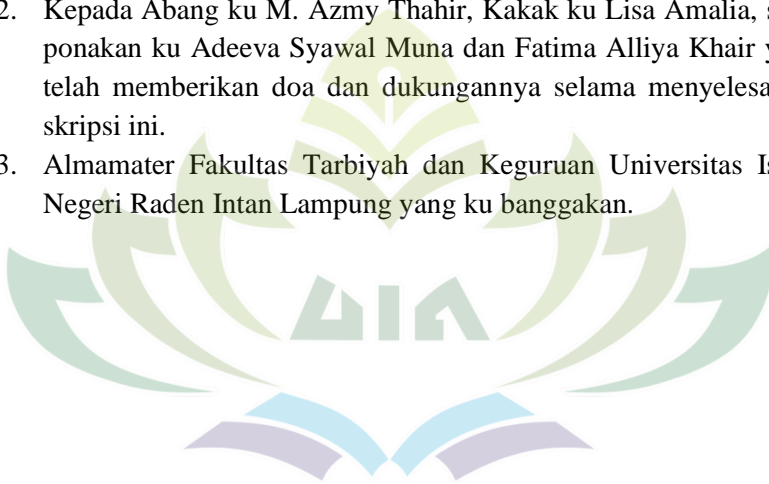 2. Kepada Abang ku M. Azmy Thahir, Kakak ku Lisa Amalia,
ponakan ku Adeeva Syawal Muna dan Fatima Alliya Khair
telah memberikan doa dan dukungannya selama
skripsi ini.
3. Almamater Fakultas Tarbiyah dan Keguruan Universitas
Negeri Raden Intan Lampung yang ku banggakan.
UIN